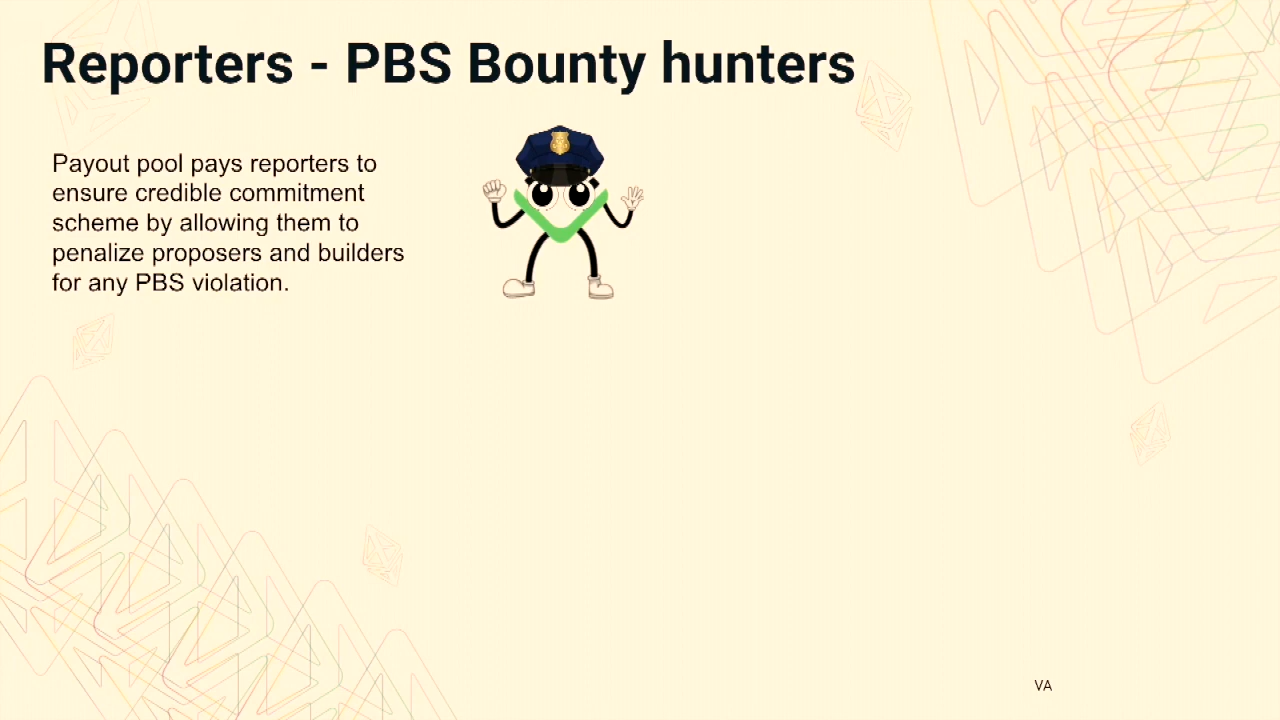 Reporters - PBS Bounty hunters
Payout pool pays reporters to
ensure credible commitment
scheme by allowing them to
penalize proposers and builders
for any PBS violation.
VA